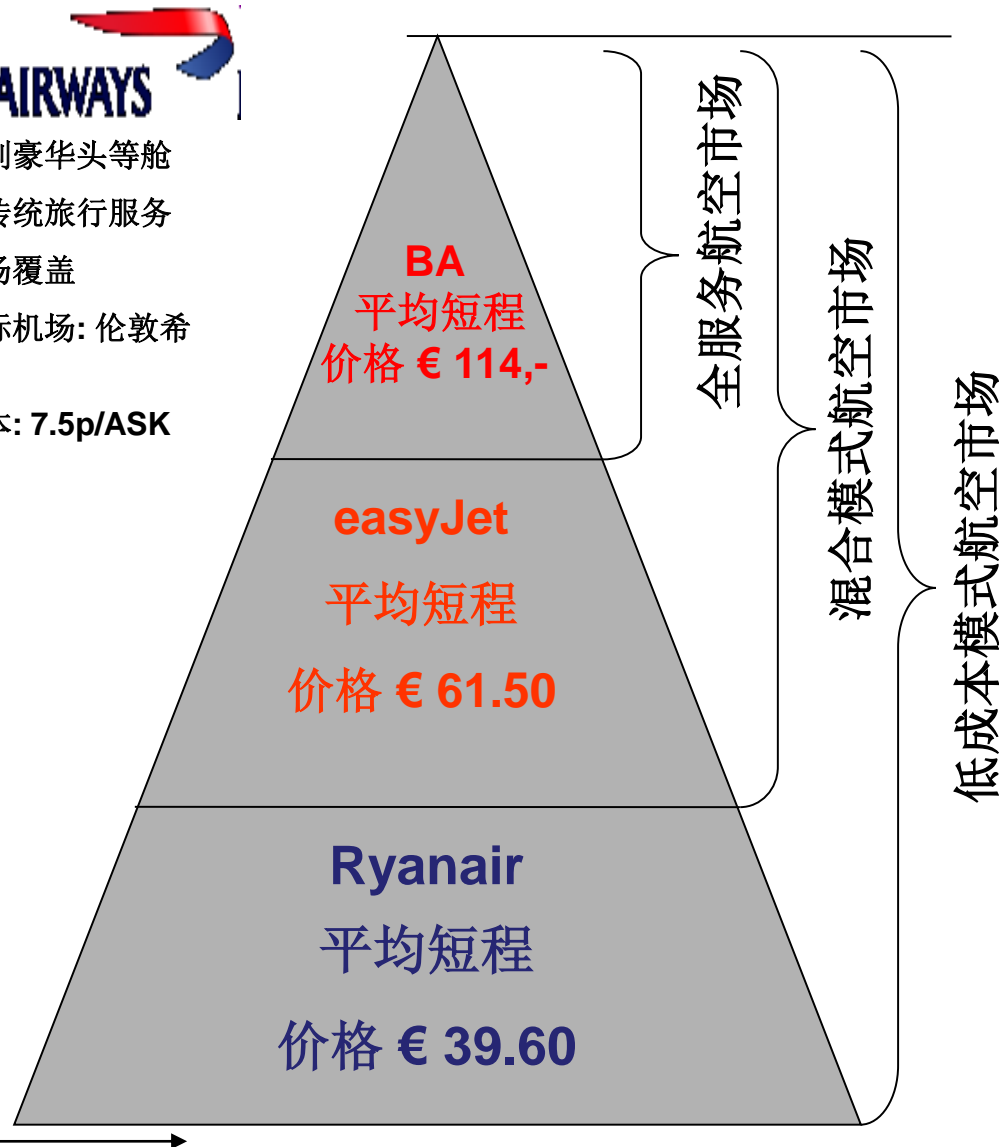 AIRWAYS
豪华头等舱
传统旅行服务
场覆盖
际机场: 伦敦希
本: 7.5p/ASK
BA
平均短程
价格 € 114,-
easyJet
平均短程
价格 € 61.50
Ryanair
平均短程
价格 € 39.60
全服务航空市场
混合模式航空市场
低成本模式航空市场